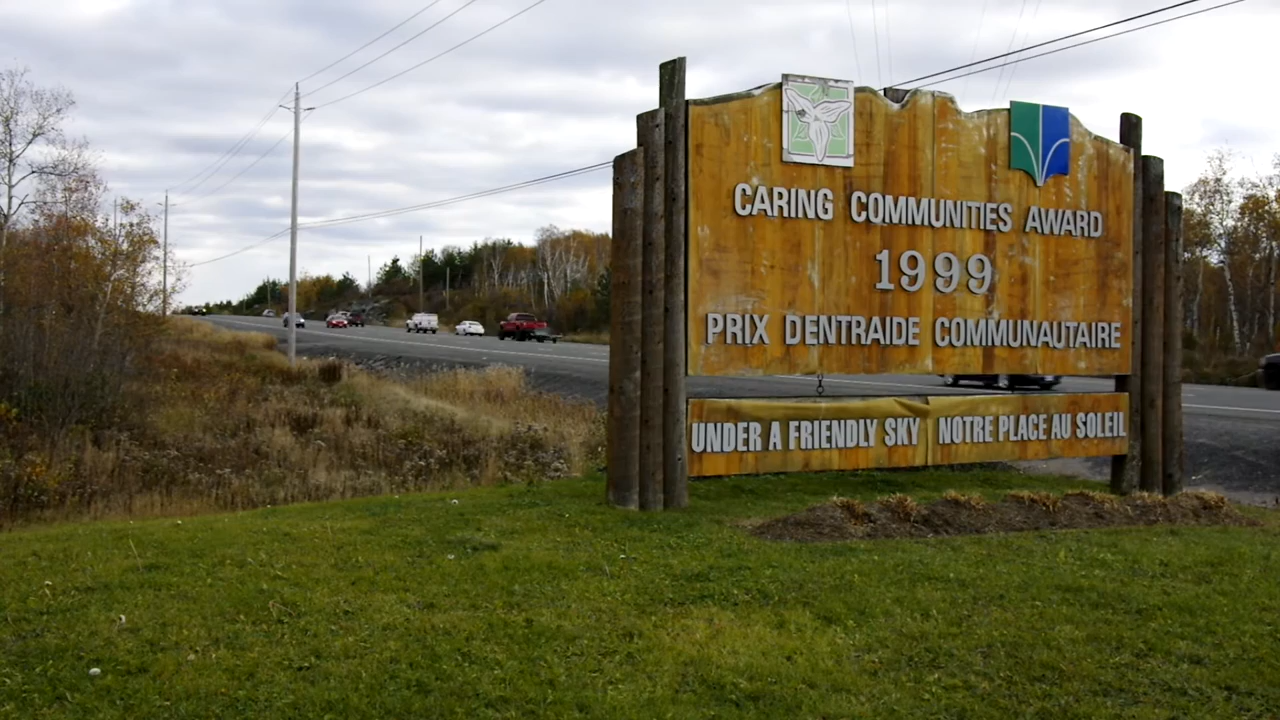 CARING COMMUNITIES AWARD
1999
PRIX DENTRAIDE COMMUNAUTAIRE
UNDER A FRIENDLY SKY NOTRE PLACE AU SOLEIL